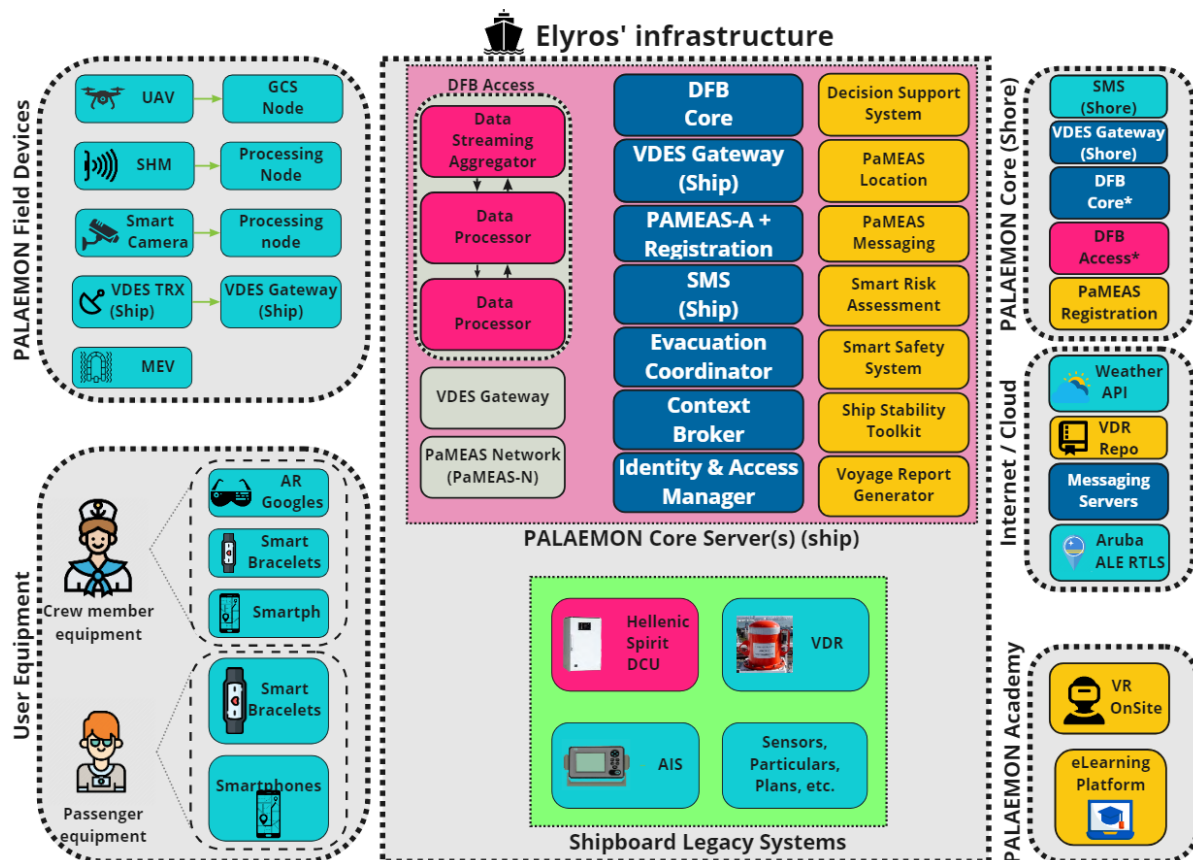 Elyros' infrastructure
PALAEMON Field Devices
UAV
GCS
Node
SHM
Processing
Node
Smart
Camera
Processing
node
VDES TRX
(Ship)
VDES Gateway
(Ship)
MEV
User Equipment
Crew member
equipment
AR
Googles
Smart
Bracelets
Smartph
Passenger
equipment
Smart
Bracelets
Smartphones
DFB Access
Data
Streaming
Aggregator
Data
Processor
Data
Processor
VDES Gateway
PaMEAS Network
(PaMEAS-N)
DFB
Core
VDES Gateway
(Ship)
PAMEAS-A +
Registration
SMS
(Ship)
Evacuation
Coordinator
Context
Broker
Identity & Access
Manager
Decision Support
System
PaMEAS
Location
PaMEAS
Messaging
Smart Risk
Assessment
Smart Safety
System
Ship Stability
Toolkit
Voyage Report
Generator
PALAEMON Core Server(s) (ship)
Hellenic
Spirit
DCU
VDR
AIS
Sensors,
Particulars,
Plans, etc.
Shipboard Legacy Systems
PALAEMON Core (Shore)
SMS
(Shore)
VDES Gateway
(Shore)
DFB
Core*
DFB
Access*
PaMEAS
Registration
Internet / Cloud
Weather
API
VDR
Repo
Messaging
Servers
Aruba
ALE RTLS
PALAEMON Academy
VR
OnSite
eLearning
Platform